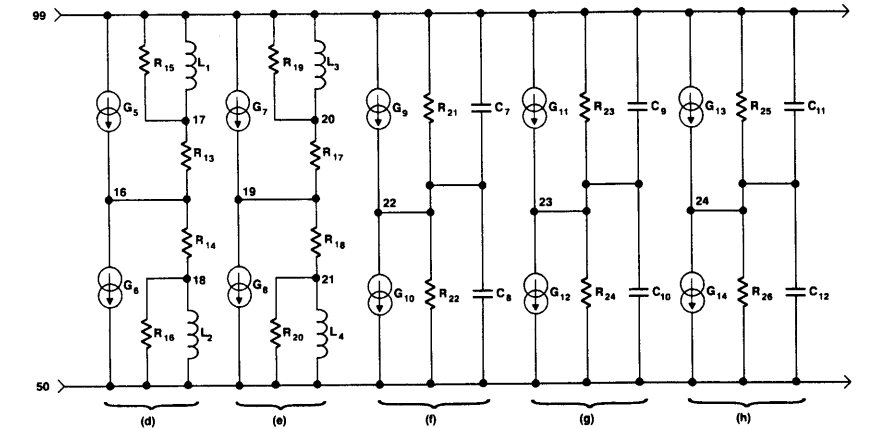 99
R15 L1 R19 L3
G5 G7 G9 R21 C7 G11 R23 C9 G13 R25 C11
17 20
R13 R17
16 19 22 23 24
R14 R18
18 21
G6 G8 G10 R22 C8 G12 R24 C10 G14 R26 C12
R16 L2 R20 L4
50
(d) (e) (f) (g) (h)